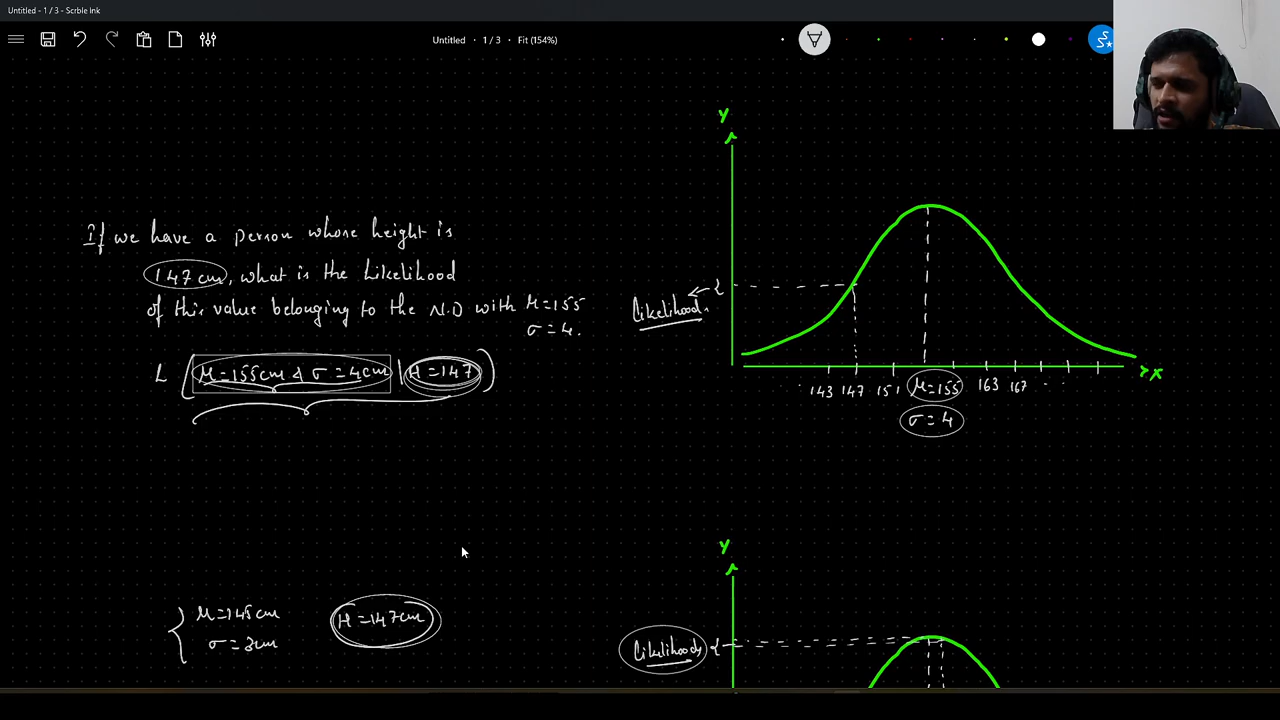 Untitled - 1 / 3 - Scrble Ink
Untitled • 1 / 3 • Fit (154%)
If we have a person whose height is
147 cm, what is the Likelihood
of this value belonging to the N.D with μ=155
σ=4.
L (μ=155cm & σ=4cm | H=147)
Y
Likelihood
143 147 151 μ=155 163 167 ...
σ=4
x
μ=145cm
σ=3cm
H=147cm
Y
Likelihood